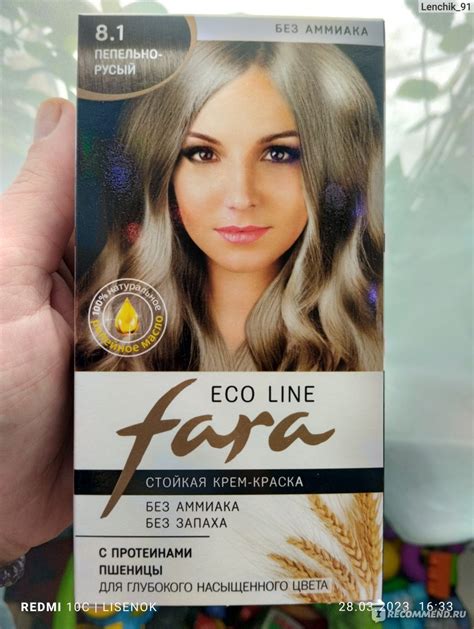 Lenchik_91
8.1
ПЕПЕЛЬНО-
РУСЫЙ
БЕЗ АММИАКА
100% натуральное
репейное масло
ECO LINE
fara
СТОЙКАЯ КРЕМ-КРАСКА
БЕЗ АММИАКА
БЕЗ ЗАПАХА
С ПРОТЕИНАМИ
ПШЕНИЦЫ
ДЛЯ ГЛУБОКОГО НАСЫЩЕННОГО ЦВЕТА
REDMI 10C | LISENOK
28.03.2023 16:33
RECOMMEND.RU